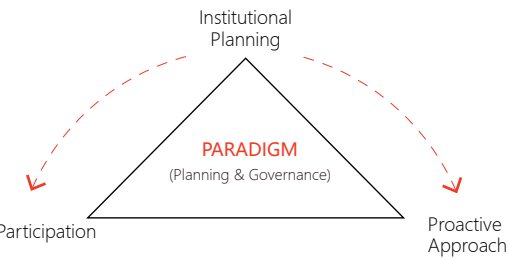 Institutional
Planning
PARADIGM
(Planning & Governance)
Participation
Proactive
Approach